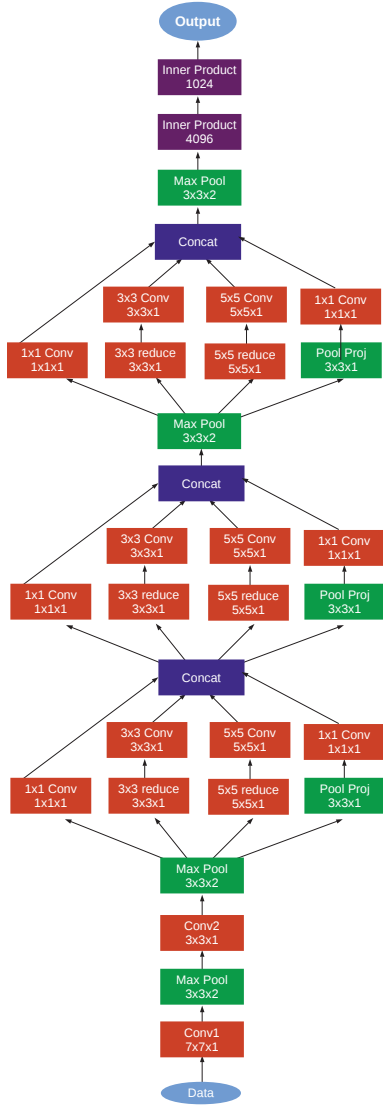 Output
Inner Product
1024
Inner Product
4096
Max Pool
3x3x2
Concat
3x3 Conv
3x3x1
5x5 Conv
5x5x1
1x1 Conv
1x1x1
1x1 Conv
1x1x1
3x3 reduce
3x3x1
5x5 reduce
5x5x1
Pool Proj
3x3x1
Max Pool
3x3x2
Concat
3x3 Conv
3x3x1
5x5 Conv
5x5x1
1x1 Conv
1x1x1
1x1 Conv
1x1x1
3x3 reduce
3x3x1
5x5 reduce
5x5x1
Pool Proj
3x3x1
Concat
3x3 Conv
3x3x1
5x5 Conv
5x5x1
1x1 Conv
1x1x1
1x1 Conv
1x1x1
3x3 reduce
3x3x1
5x5 reduce
5x5x1
Pool Proj
3x3x1
Max Pool
3x3x2
Conv2
3x3x1
Max Pool
3x3x2
Conv1
7x7x1
Data